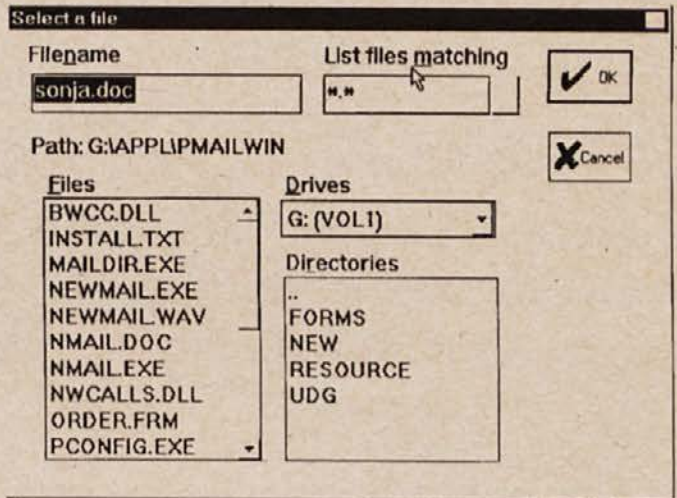 Select a file
Filename
List files matching
sonja.doc
*.*
OK
Path: G:\APPL\PMAILWIN
Cancel
Files
BWCC.DLL
INSTALL.TXT
MAILDIR.EXE
NEWMAIL.EXE
NEWMAIL.WAV
NMAIL.DOC
NMAIL.EXE
NWCALLS.DLL
ORDER.FRM
PCONFIG.EXE
Drives
G: (VOL1)
Directories
..
FORMS
NEW
RESOURCE
UDG